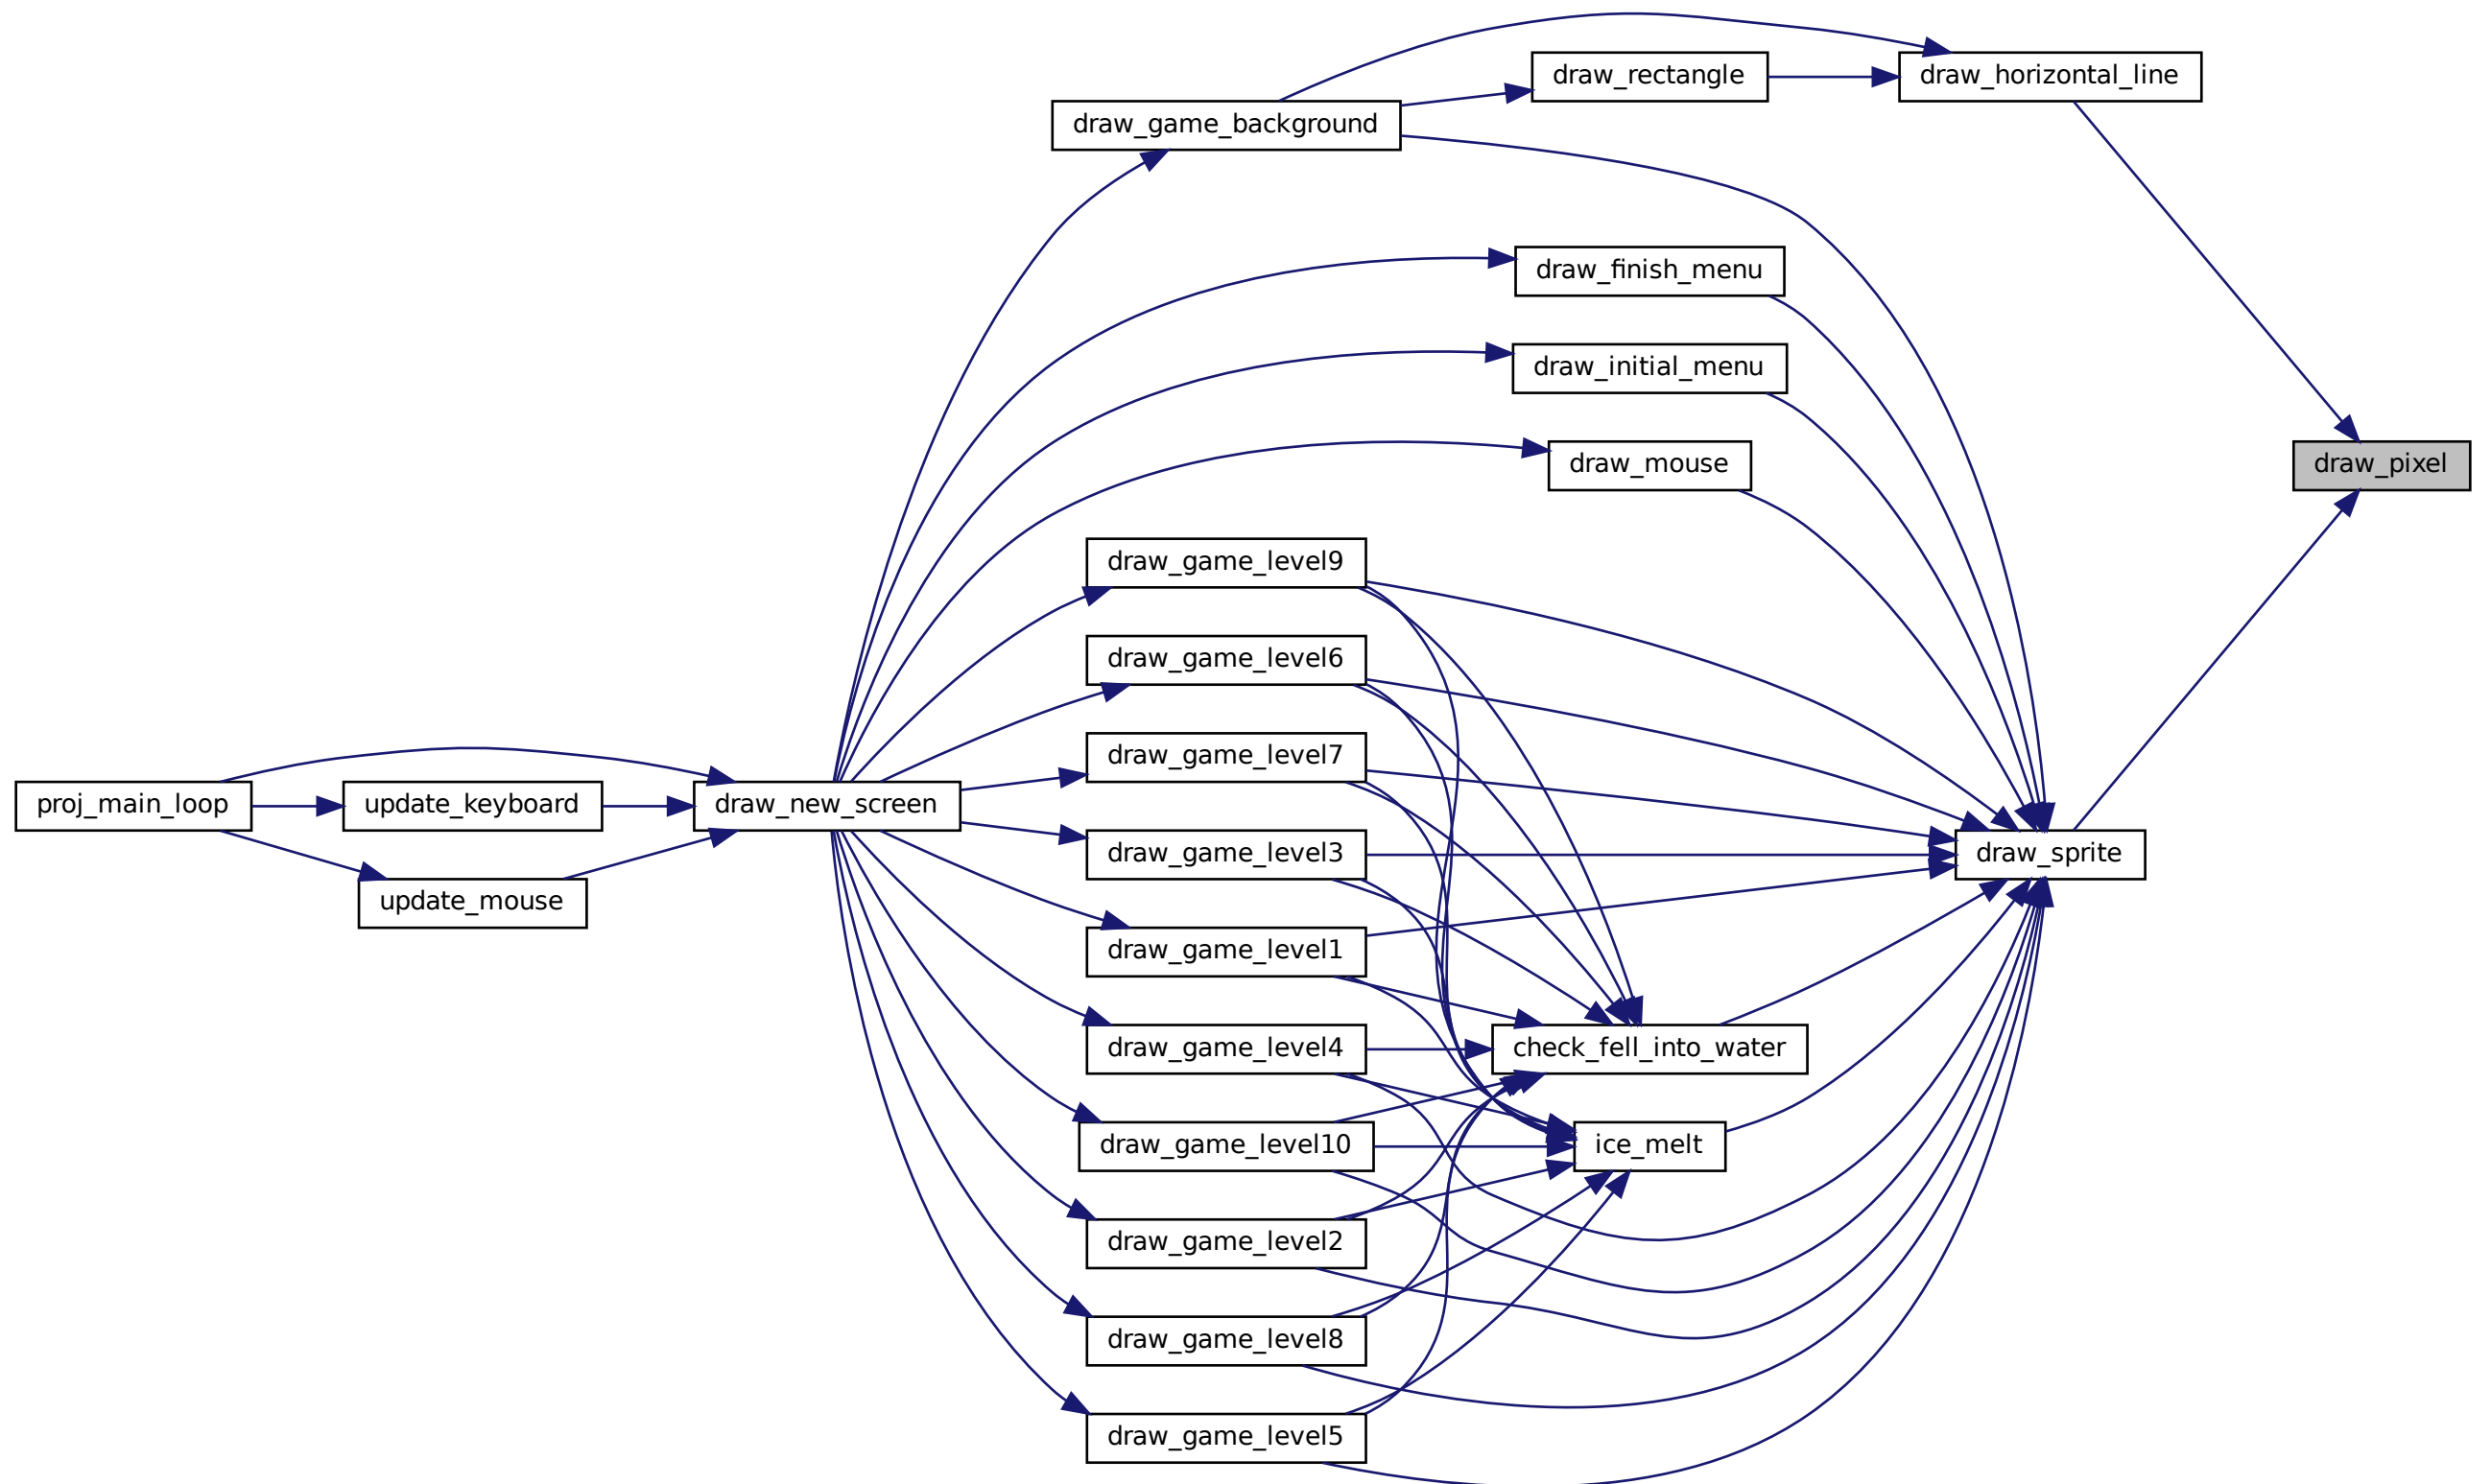 draw_horizontal_line
draw_rectangle
draw_game_background
draw_finish_menu
draw_initial_menu
draw_mouse
draw_pixel
draw_game_level9
draw_game_level6
draw_game_level7
proj_main_loop
update_keyboard
draw_new_screen
draw_game_level3
draw_sprite
update_mouse
draw_game_level1
draw_game_level4
check_fell_into_water
draw_game_level10
ice_melt
draw_game_level2
draw_game_level8
draw_game_level5